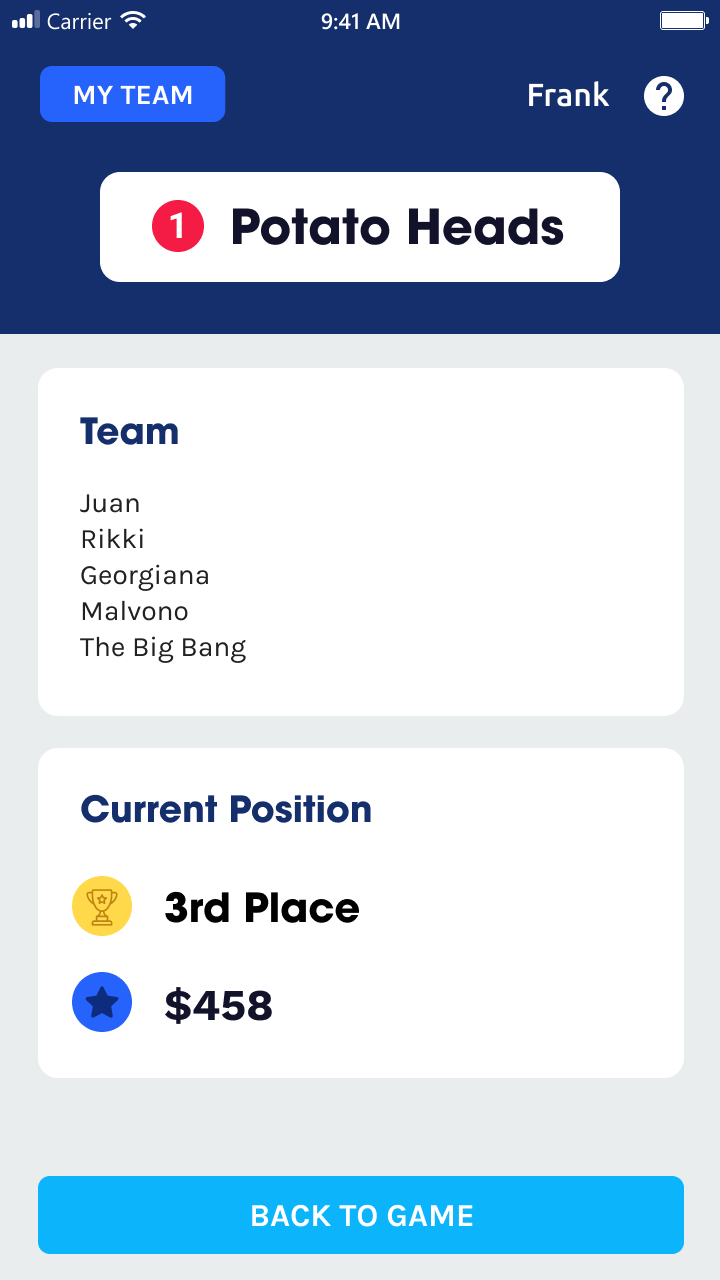 Carrier 9:41 AM
MY TEAM Frank ?
1 Potato Heads
Team
Juan
Rikki
Georgiana
Malvono
The Big Bang
Current Position
3rd Place
$458
BACK TO GAME